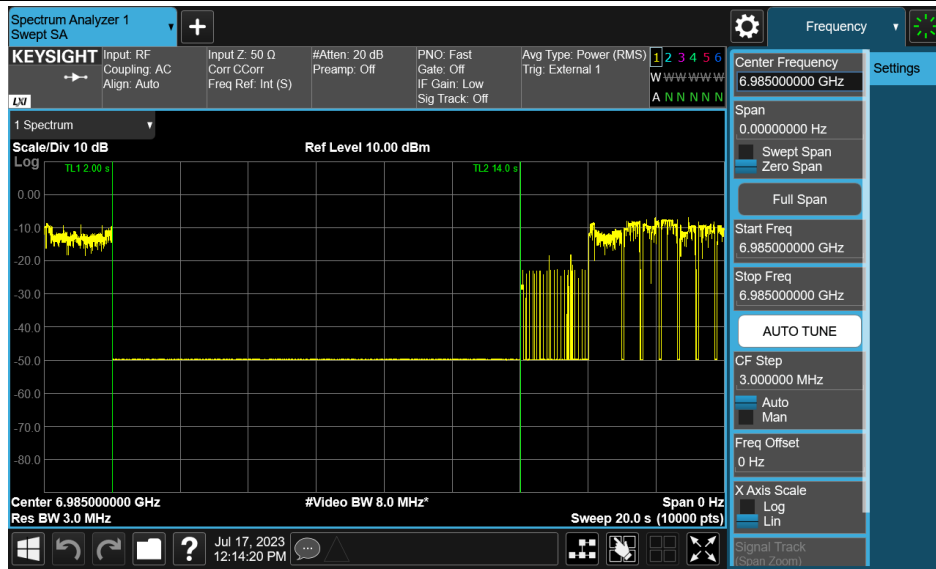 Spectrum Analyzer 1
Swept SA
Frequency
KEYSIGHT
LXI
Input: RF
Coupling: AC
Align: Auto
Input Z: 50 Ω
Corr CCorr
Freq Ref: Int (S)
#Atten: 20 dB
Preamp: Off
PNO: Fast
Gate: Off
IF Gain: Low
Sig Track: Off
Avg Type: Power (RMS)
Trig: External 1
1 2 3 4 5 6
W W W W W W
A N N N N N
Center Frequency
6.985000000 GHz
Settings
Span
0.00000000 Hz
Swept Span
Zero Span
Full Span
Start Freq
6.985000000 GHz
Stop Freq
6.985000000 GHz
AUTO TUNE
CF Step
3.000000 MHz
Auto
Man
Freq Offset
0 Hz
X Axis Scale
Log
Lin
Signal Track
(Span Zoom)
1 Spectrum
Scale/Div 10 dB
Ref Level 10.00 dBm
Log
TL1 2.00 s
TL2 14.0 s
0.00
-10.0
-20.0
-30.0
-40.0
-50.0
-60.0
-70.0
-80.0
Center 6.985000000 GHz
#Video BW 8.0 MHz*
Span 0 Hz
Res BW 3.0 MHz
Sweep 20.0 s (10000 pts)
Jul 17, 2023
12:14:20 PM